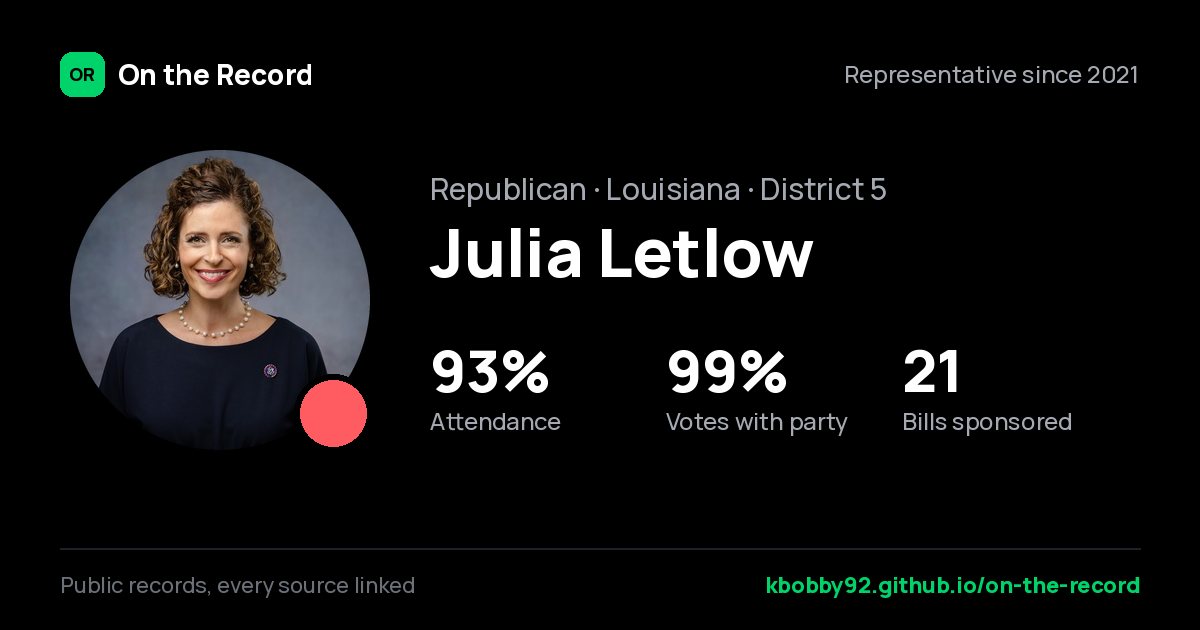 OR On the Record
Representative since 2021
Republican · Louisiana · District 5
Julia Letlow
93% 99% 21
Attendance Votes with party Bills sponsored
Public records, every source linked
kbobby92.github.io/on-the-record